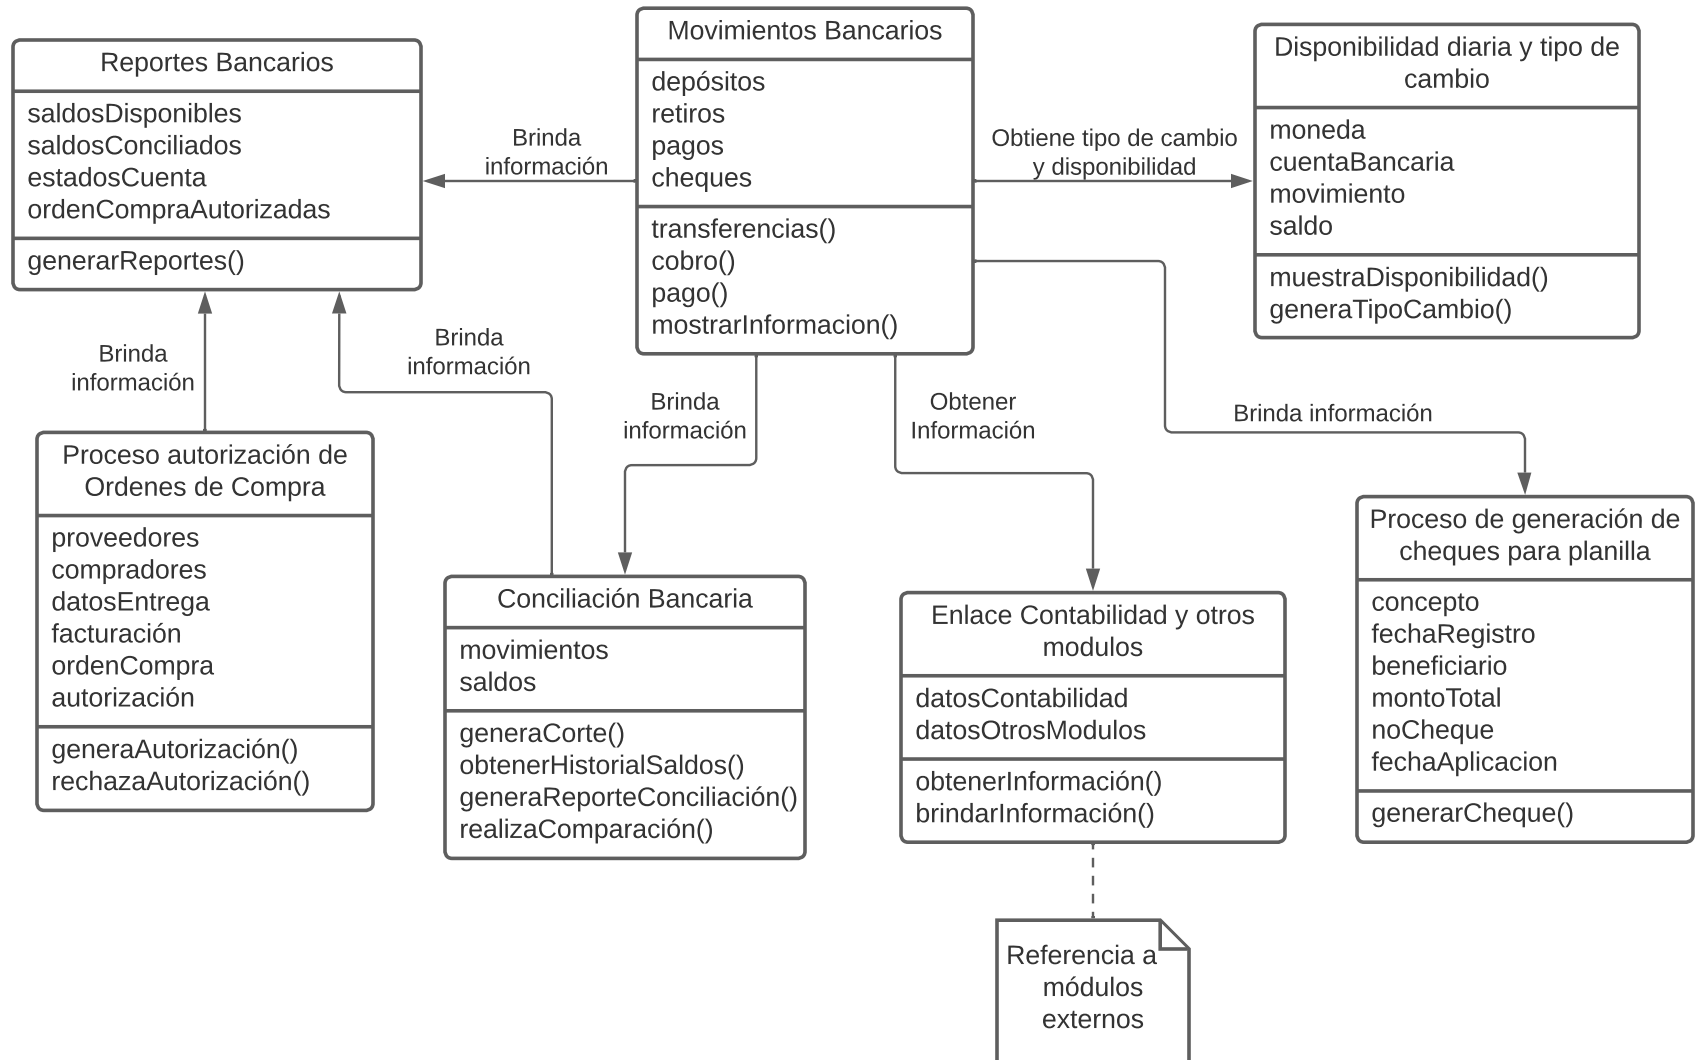 Reportes Bancarios
saldosDisponibles
saldosConciliados
estadosCuenta
ordenCompraAutorizadas
generarReportes()
Brinda
información
Movimientos Bancarios
depósitos
retiros
pagos
cheques
transferencias()
cobro()
pago()
mostrarInformacion()
Obtiene tipo de cambio
y disponibilidad
Disponibilidad diaria y tipo de
cambio
moneda
cuentaBancaria
movimiento
saldo
muestraDisponibilidad()
generaTipoCambio()
Brinda
información
Brinda
información
Brinda
información
Obtener
Información
Brinda información
Proceso autorización de
Ordenes de Compra
proveedores
compradores
datosEntrega
facturación
ordenCompra
autorización
generaAutorización()
rechazaAutorización()
Conciliación Bancaria
movimientos
saldos
generaCorte()
obtenerHistorialSaldos()
generaReporteConciliación()
realizaComparación()
Enlace Contabilidad y otros
modulos
datosContabilidad
datosOtrosModulos
obtenerInformación()
brindarInformación()
Proceso de generación de
cheques para planilla
concepto
fechaRegistro
beneficiario
montoTotal
noCheque
fechaAplicacion
generarCheque()
Referencia a
módulos
externos